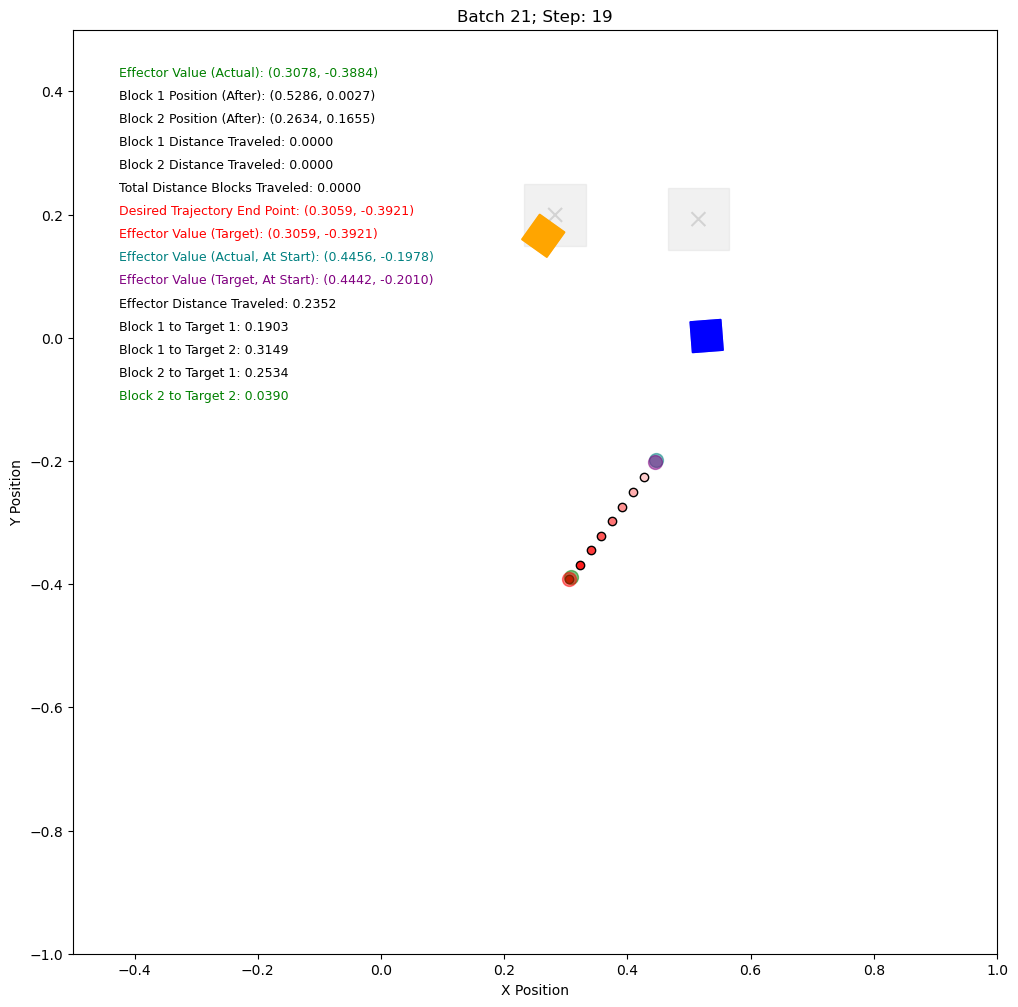 Batch 21; Step: 19
Effector Value (Actual): (0.3078, -0.3884)
Block 1 Position (After): (0.5286, 0.0027)
Block 2 Position (After): (0.2634, 0.1655)
Block 1 Distance Traveled: 0.0000
Block 2 Distance Traveled: 0.0000
Total Distance Blocks Traveled: 0.0000
Desired Trajectory End Point: (0.3059, -0.3921)
Effector Value (Target): (0.3059, -0.3921)
Effector Value (Actual, At Start): (0.4456, -0.1978)
Effector Value (Target, At Start): (0.4442, -0.2010)
Effector Distance Traveled: 0.2352
Block 1 to Target 1: 0.1903
Block 1 to Target 2: 0.3149
Block 2 to Target 1: 0.2534
Block 2 to Target 2: 0.0390
Y Position
0.4
0.2
0.0
−0.2
−0.4
−0.6
−0.8
−1.0
−0.4
−0.2
0.0
0.2
0.4
0.6
0.8
1.0
X Position